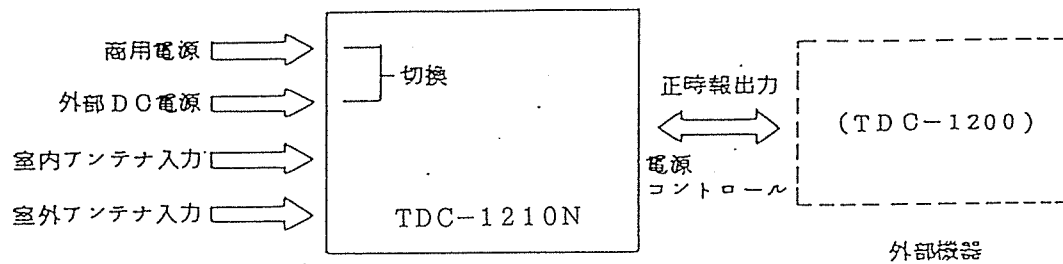 商用電源
外部DC電源
切換
室内アンテナ入力
室外アンテナ入力
TDC-1210N
正時報出力
電源
コントロール
(TDC-1200)
外部機器